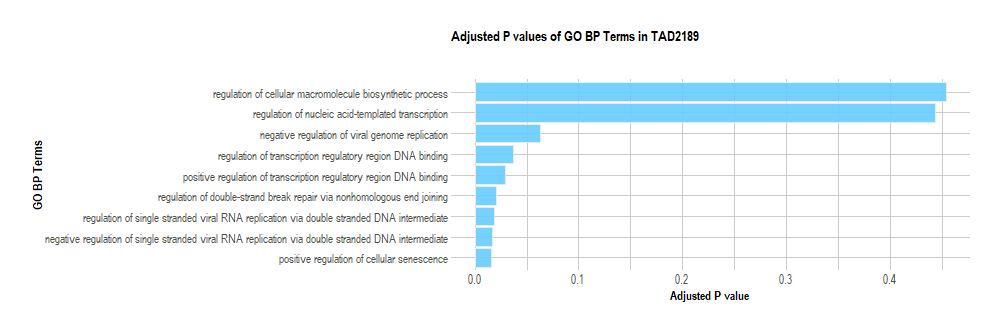 Adjusted P values of GO BP Terms in TAD2189
GO BP Terms
regulation of cellular macromolecule biosynthetic process
regulation of nucleic acid-templated transcription
negative regulation of viral genome replication
regulation of transcription regulatory region DNA binding
positive regulation of transcription regulatory region DNA binding
regulation of double-strand break repair via nonhomologous end joining
regulation of single stranded viral RNA replication via double stranded DNA intermediate
negative regulation of single stranded viral RNA replication via double stranded DNA intermediate
positive regulation of cellular senescence
0.0 0.1 0.2 0.3 0.4
Adjusted P value